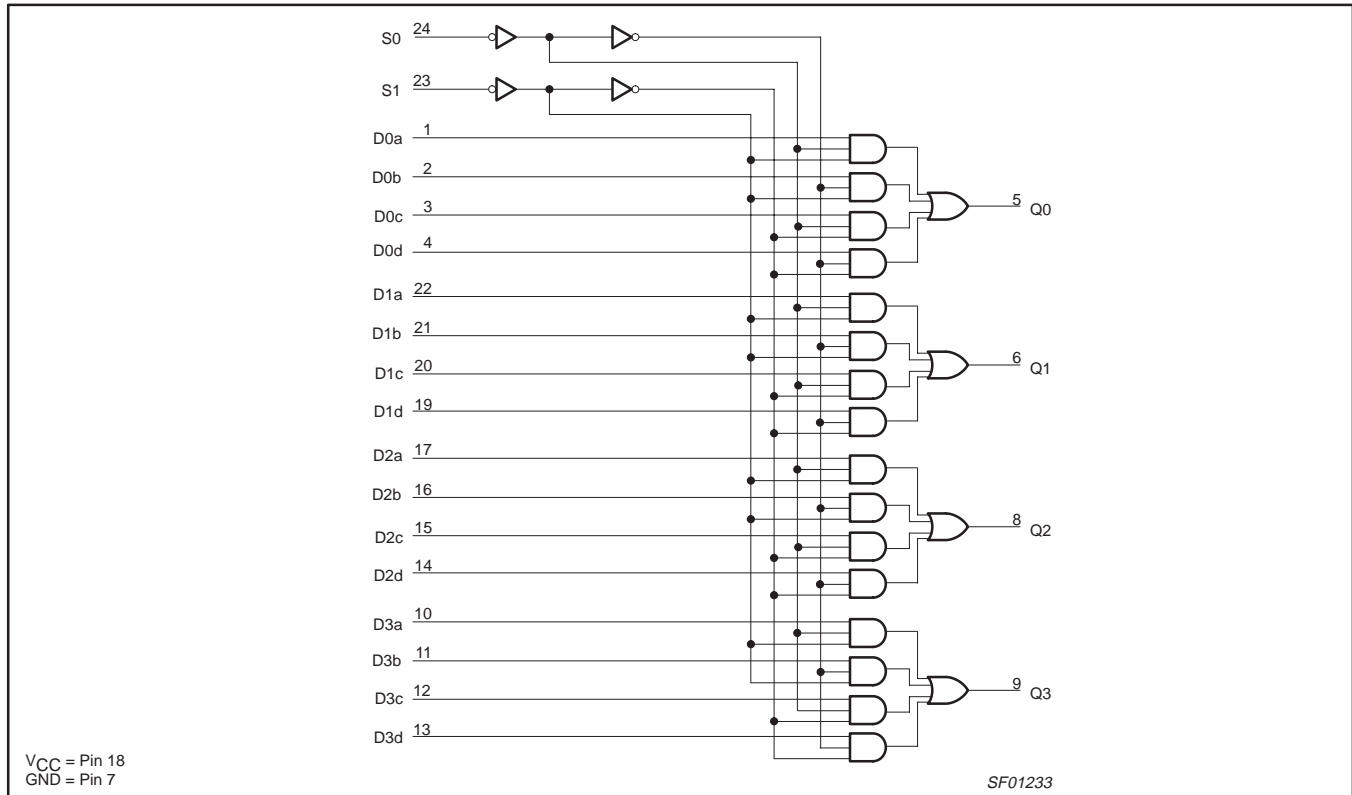 S0 24
S1 23
D0a 1
D0b 2
D0c 3
D0d 4
5 Q0
D1a 22
D1b 21
D1c 20
D1d 19
6 Q1
D2a 17
D2b 16
D2c 15
D2d 14
8 Q2
D3a 10
D3b 11
D3c 12
D3d 13
9 Q3
VCC = Pin 18
GND = Pin 7
SF01233